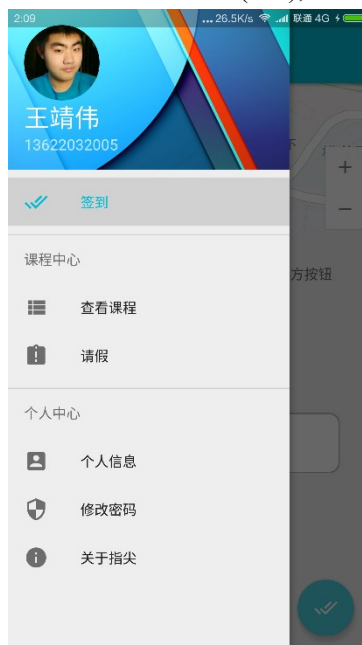 2:09 ... 26.5K/s 联通 4G
王靖伟
13622032005
签到
课程中心
查看课程
请假
个人中心
个人信息
修改密码
关于指尖
+
−
方按钮